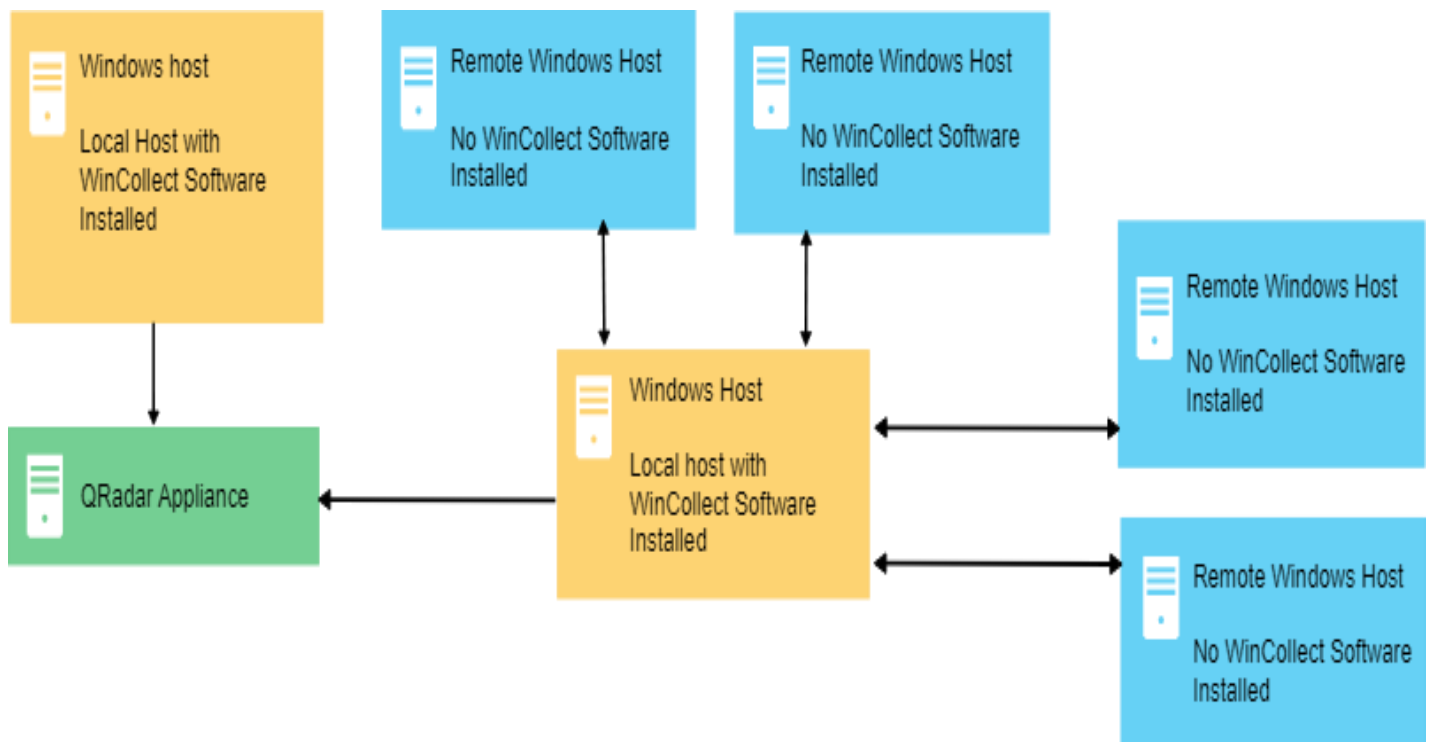 Windows host
Local Host with
WinCollect Software
Installed
Remote Windows Host
No WinCollect Software
Installed
Remote Windows Host
No WinCollect Software
Installed
Remote Windows Host
No WinCollect Software
Installed
Windows Host
Local host with
WinCollect Software
Installed
QRadar Appliance
Remote Windows Host
No WinCollect Software
Installed